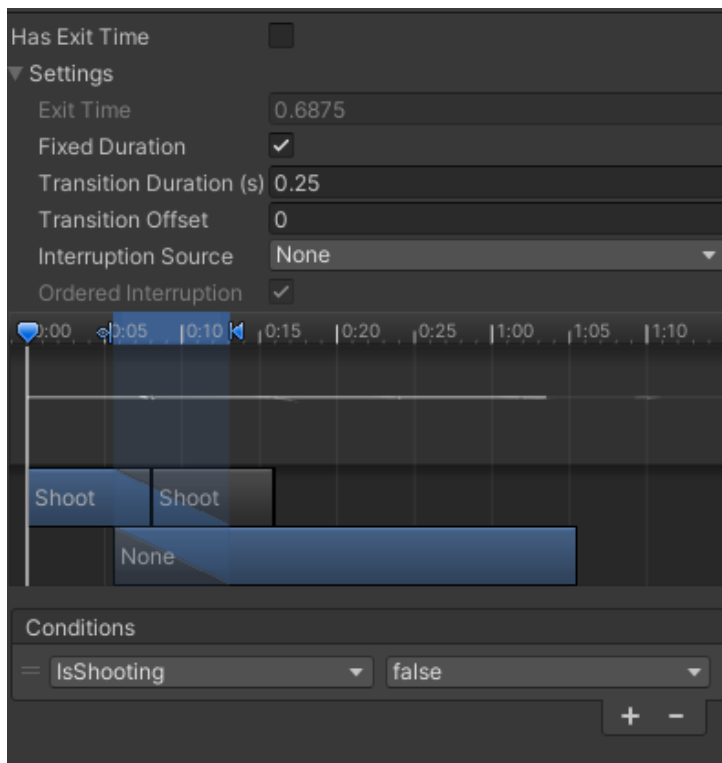 Has Exit Time
Settings
Exit Time 0.6875
Fixed Duration
Transition Duration (s) 0.25
Transition Offset 0
Interruption Source None
Ordered Interruption
0:00 0:05 0:10 0:15 0:20 0:25 1:00 1:05 1:10
Shoot Shoot
None
Conditions
IsShooting false
+ -